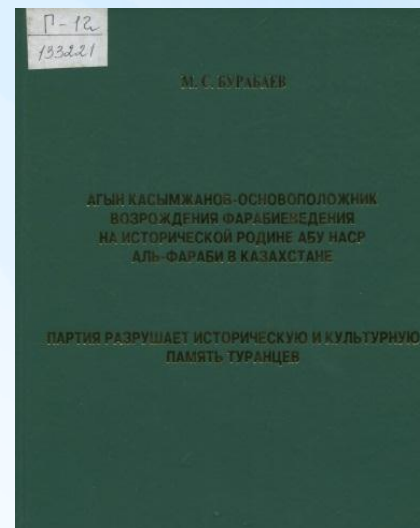 П-12
133221
М. С. БУРАБАЕВ
АГЫН КАСЫМЖАНОВ-ОСНОВОПОЛОЖНИК
ВОЗРОЖДЕНИЯ ФАРАБИЕВЕДЕНИЯ
НА ИСТОРИЧЕСКОЙ РОДИНЕ АБУ НАСР
АЛЬ-ФАРАБИ В КАЗАХСТАНЕ
ПАРТИЯ РАЗРУШАЕТ ИСТОРИЧЕСКУЮ И КУЛЬТУРНУЮ
ПАМЯТЬ ТУРАНЦЕВ